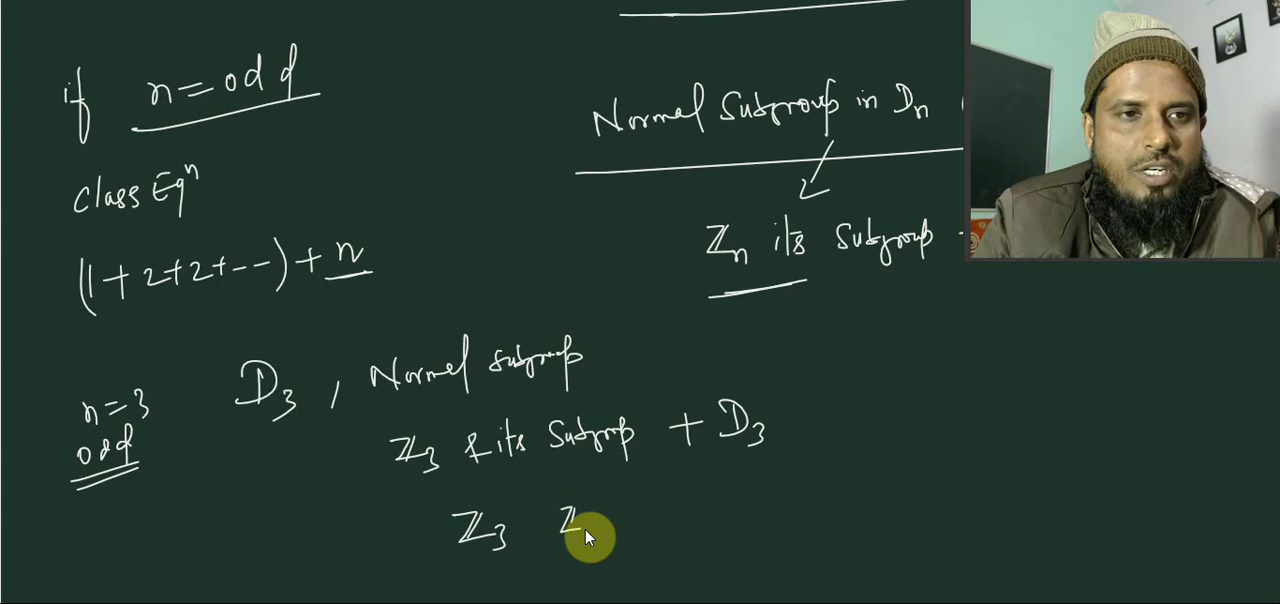 if n = odd
Class Eqⁿ
(1 + 2 + 2 + - -) + n
Normal Subgroup in Dₙ
ℤₙ its Subgroup
n = 3
odd
D₃ , Normal subgroup
ℤ₃ & its Subgroup + D₃
ℤ₃ ℤ